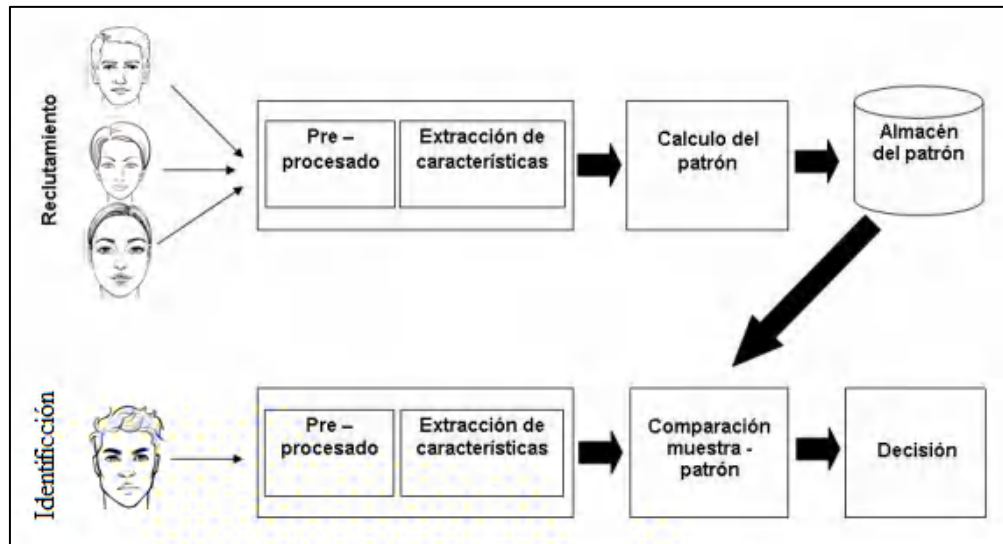 Reclutamiento
Pre –
procesado
Extracción de
características
Calculo del
patrón
Almacén
del patrón
Identificción
Pre –
procesado
Extracción de
características
Comparación
muestra -
patrón
Decisión